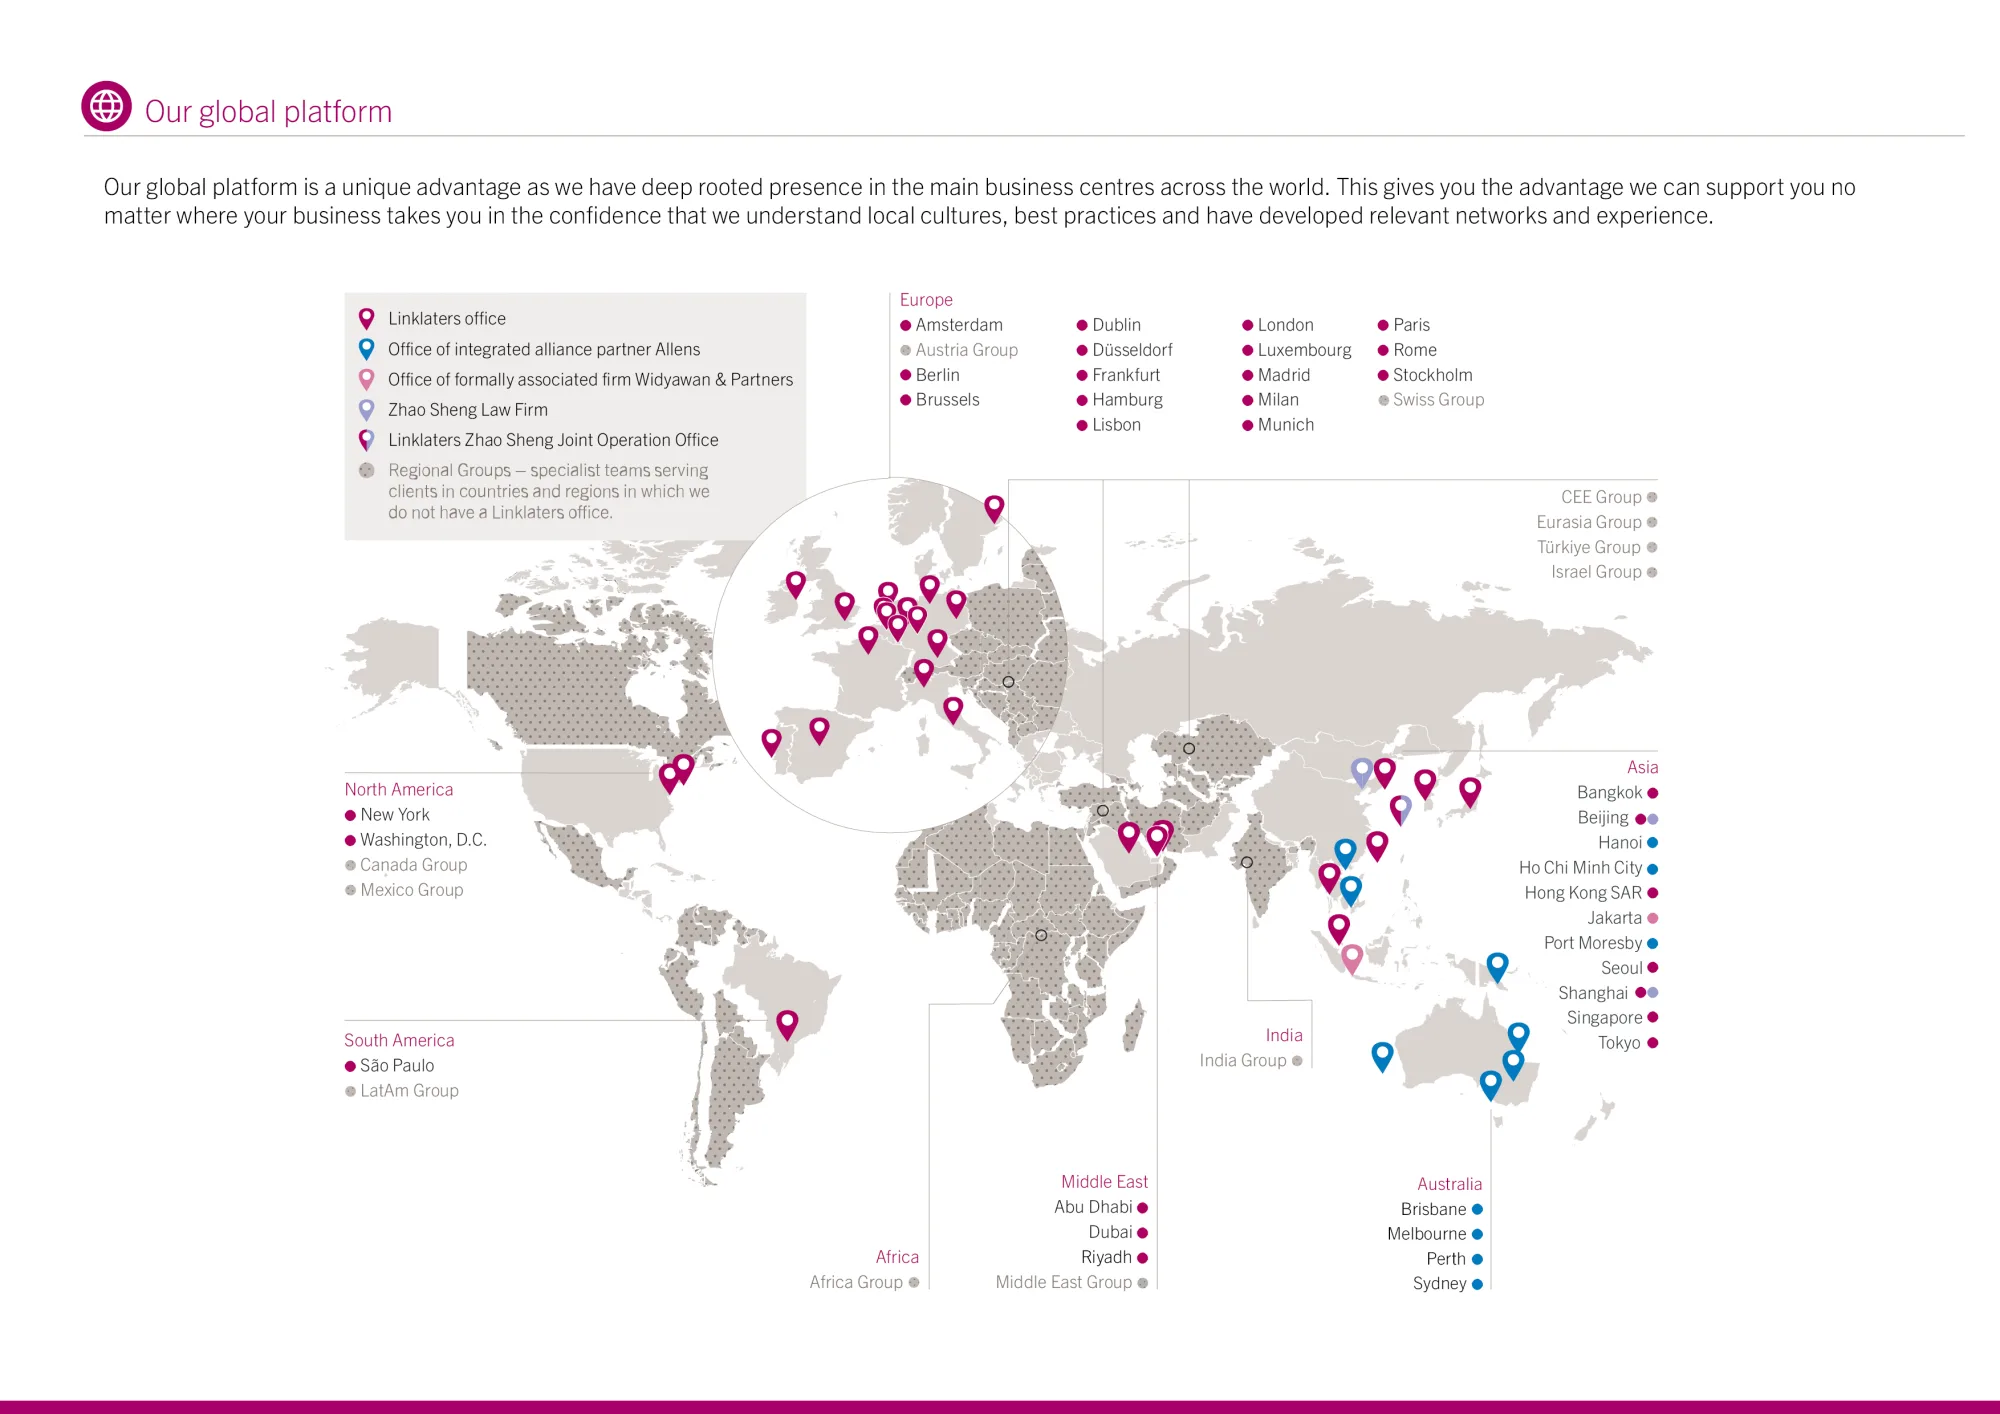 Our global platform
Our global platform is a unique advantage as we have deep rooted presence in the main business centres across the world. This gives you the advantage we can support you no
matter where your business takes you in the confidence that we understand local cultures, best practices and have developed relevant networks and experience.
Linklaters office
Office of integrated alliance partner Allens
Office of formally associated firm Widyawan & Partners
Zhao Sheng Law Firm
Linklaters Zhao Sheng Joint Operation Office
Regional Groups – specialist teams serving
clients in countries and regions in which we
do not have a Linklaters office.
Europe
Amsterdam
Austria Group
Berlin
Brussels
Dublin
Düsseldorf
Frankfurt
Hamburg
Lisbon
London
Luxembourg
Madrid
Milan
Munich
Paris
Rome
Stockholm
Swiss Group
CEE Group
Eurasia Group
Türkiye Group
Israel Group
North America
New York
Washington, D.C.
Canada Group
Mexico Group
Asia
Bangkok
Beijing
Hanoi
Ho Chi Minh City
Hong Kong SAR
Jakarta
Port Moresby
Seoul
Shanghai
Singapore
Tokyo
South America
São Paulo
LatAm Group
India
India Group
Middle East
Abu Dhabi
Dubai
Riyadh
Middle East Group
Africa
Africa Group
Australia
Brisbane
Melbourne
Perth
Sydney